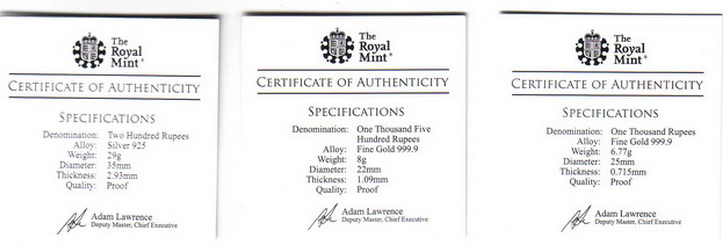 The
Royal
Mint®
CERTIFICATE OF AUTHENTICITY
SPECIFICATIONS
Denomination: Two Hundred Rupees
Alloy: Silver 925
Weight: 29g
Diameter: 35mm
Thickness: 2.93mm
Quality: Proof
Adam Lawrence
Deputy Master, Chief Executive
The
Royal
Mint®
CERTIFICATE OF AUTHENTICITY
SPECIFICATIONS
Denomination: One Thousand Five
Hundred Rupees
Alloy: Fine Gold 999.9
Weight: 8g
Diameter: 22mm
Thickness: 1.09mm
Quality: Proof
Adam Lawrence
Deputy Master, Chief Executive
The
Royal
Mint®
CERTIFICATE OF AUTHENTICITY
SPECIFICATIONS
Denomination: One Thousand Rupees
Alloy: Fine Gold 999.9
Weight: 6.77g
Diameter: 25mm
Thickness: 0.715mm
Quality: Proof
Adam Lawrence
Deputy Master, Chief Executive